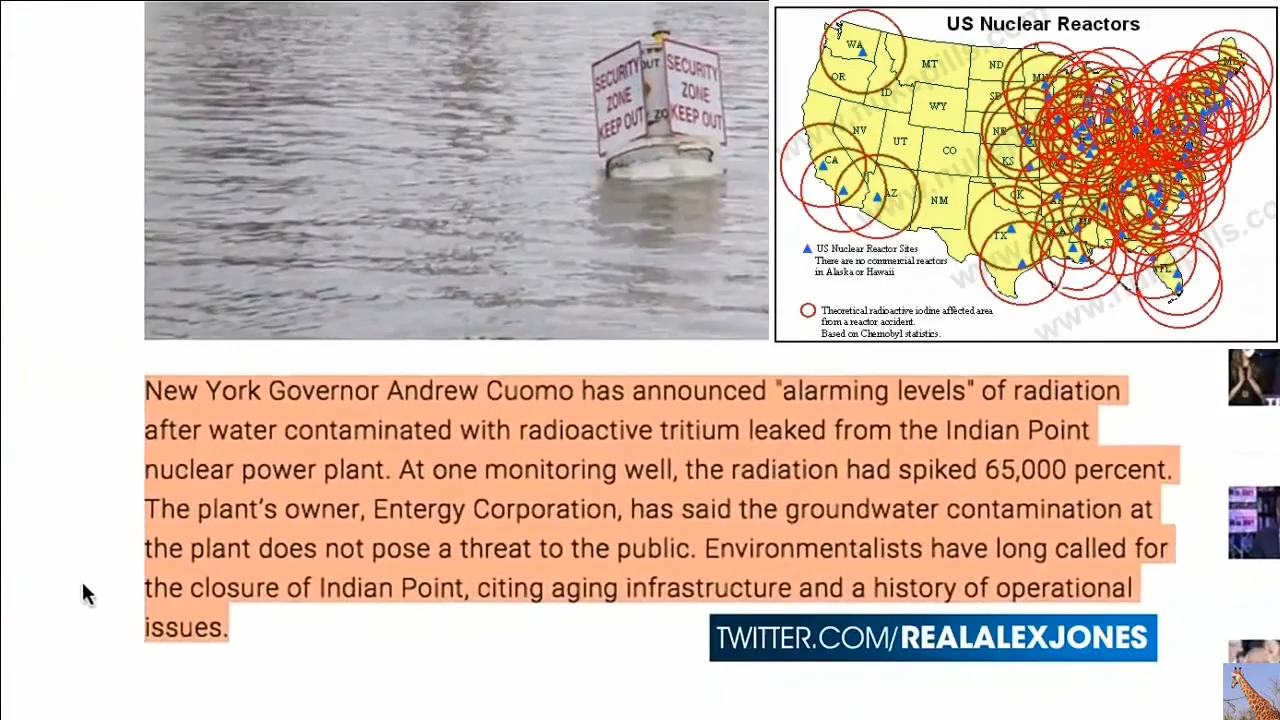 SECURITY
ZONE
KEEP OUT
OUT
ZO
SECURITY
ZONE
KEEP OUT
US Nuclear Reactors
WA
MT
ND
OR
ID
WY
SD
NE
NV
UT
CO
KS
CA
AZ
NM
OK
TX
FL
US Nuclear Reactor Sites
There are no commercial reactors
in Alaska or Hawaii
Theoretical radioactive iodine affected area
from a reactor accident.
Based on Chernobyl statistics.
New York Governor Andrew Cuomo has announced "alarming levels" of radiation
after water contaminated with radioactive tritium leaked from the Indian Point
nuclear power plant. At one monitoring well, the radiation had spiked 65,000 percent.
The plant’s owner, Entergy Corporation, has said the groundwater contamination at
the plant does not pose a threat to the public. Environmentalists have long called for
the closure of Indian Point, citing aging infrastructure and a history of operational
issues.
TWITTER.COM/REALALEXJONES